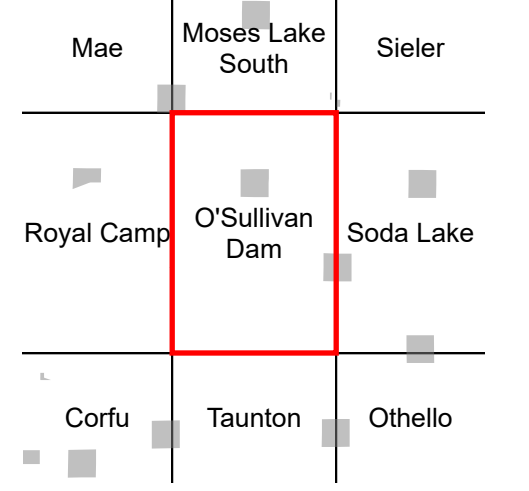 Mae
Moses Lake
South
Sieler
Royal Camp
O'Sullivan
Dam
Soda Lake
Corfu
Taunton
Othello